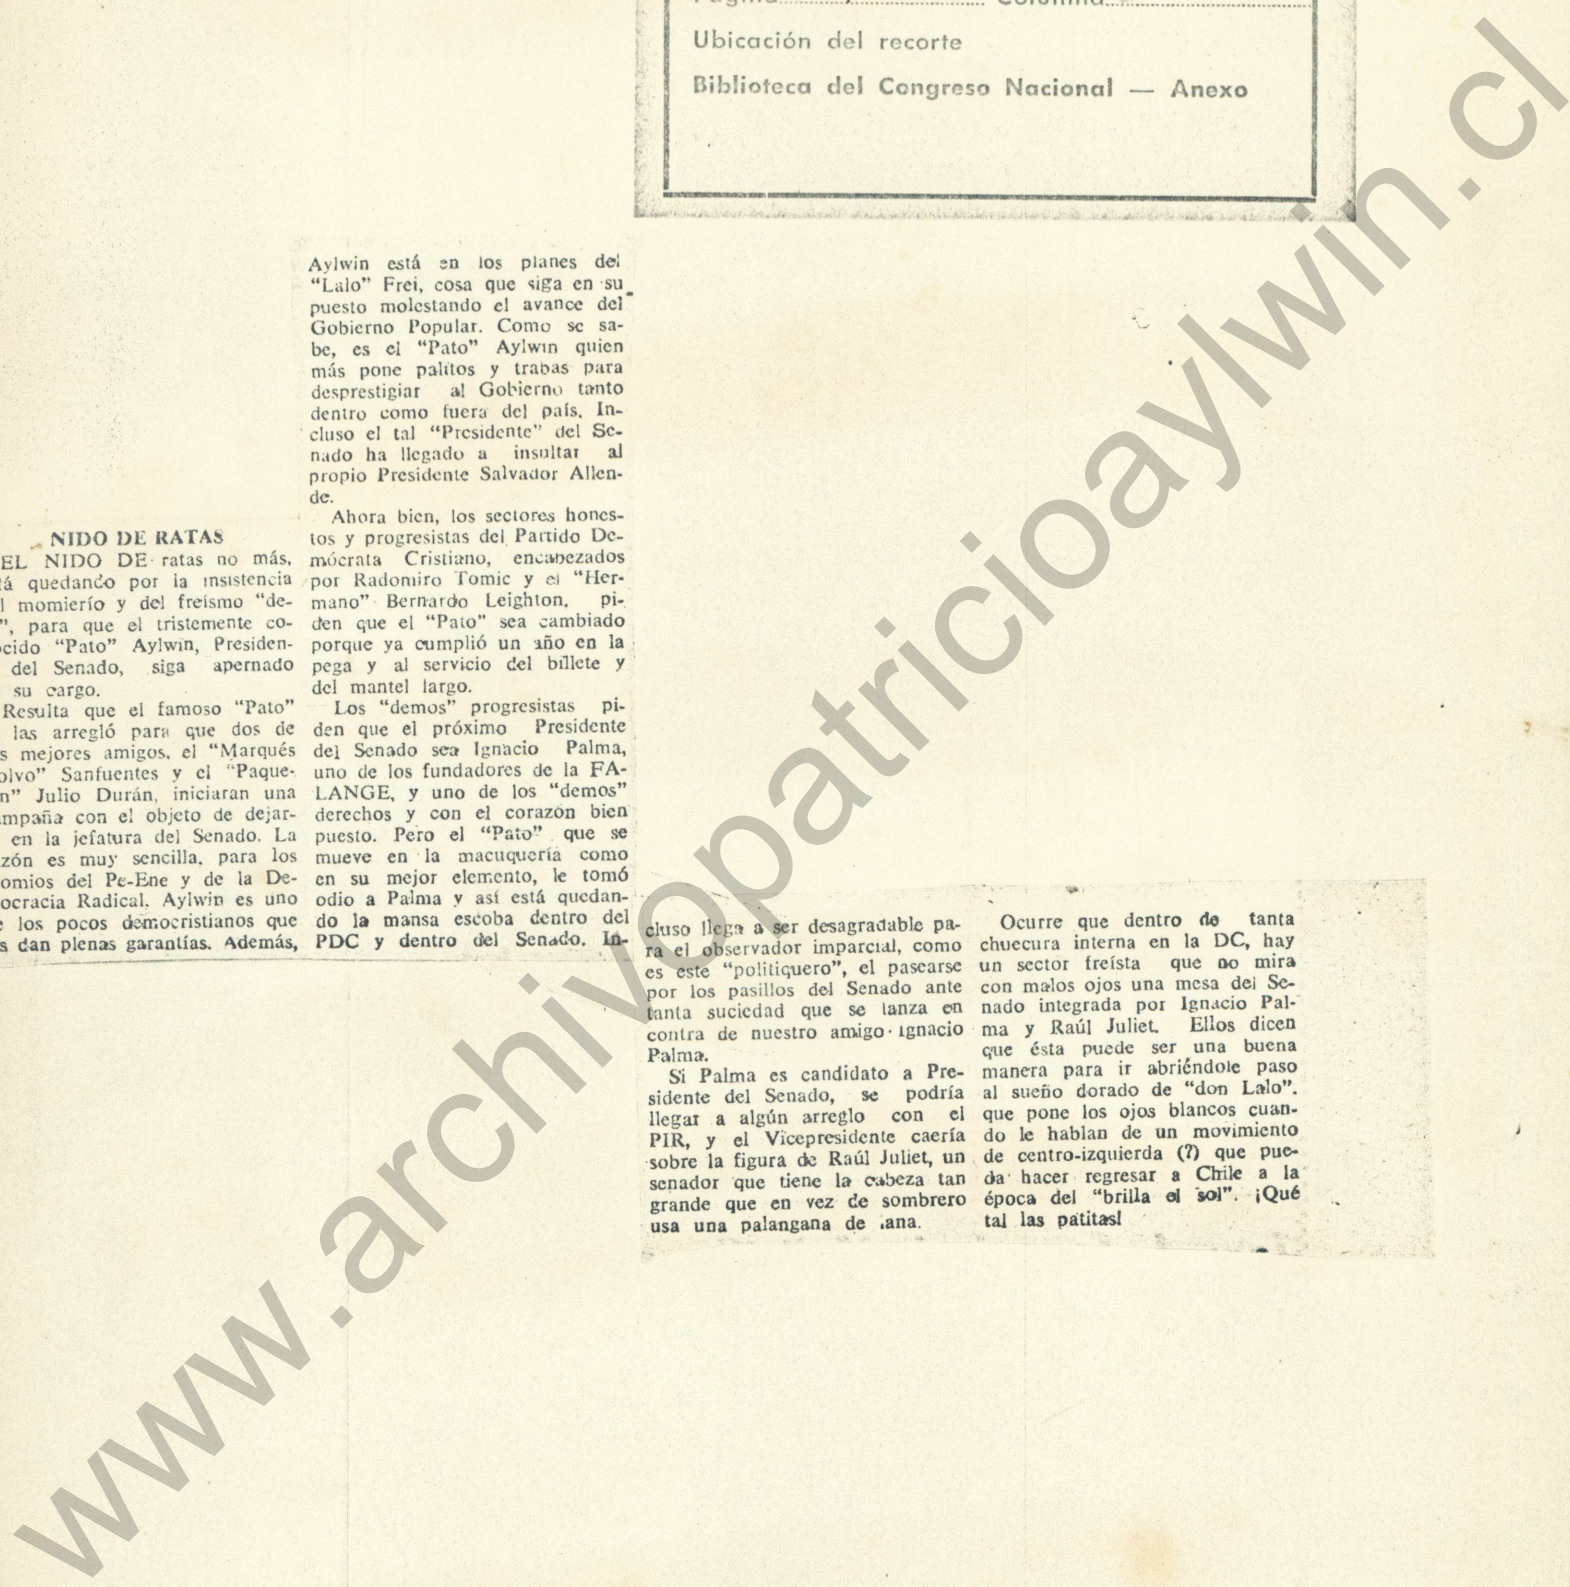 Ubicación del recorte
Biblioteca del Congreso Nacional — Anexo
NIDO DE RATAS
EL NIDO DE ratas no más,
tá quedando por la insistencia
l momierío y del freísmo “de-
”, para que el tristemente co-
ocido “Pato” Aylwin, Presiden-
del Senado, siga apernado
su cargo.
Resulta que el famoso “Pato”
las arregló para que dos de
s mejores amigos, el “Marqués
olvo” Sanfuentes y el “Paque-
n” Julio Durán, iniciaran una
mpaña con el objeto de dejar-
en la jefatura del Senado. La
zón es muy sencilla, para los
omios del Pe-Ene y de la De-
ocracia Radical. Aylwin es uno
e los pocos democristianos que
s dan plenas garantías. Además,
Aylwin está en los planes del
“Lalo” Frei, cosa que siga en su
puesto molestando el avance del
Gobierno Popular. Como se sa-
be, es el “Pato” Aylwin quien
más pone palitos y trabas para
desprestigiar al Gobierno tanto
dentro como fuera del país. In-
cluso el tal “Presidente” del Se-
nado ha llegado a insultar al
propio Presidente Salvador Allen-
de.
Ahora bien, los sectores hones-
tos y progresistas del Partido De-
mócrata Cristiano, encabezados
por Radomiro Tomic y el “Her-
mano” Bernardo Leighton, pi-
den que el “Pato” sea cambiado
porque ya cumplió un año en la
pega y al servicio del billete y
del mantel largo.
Los “demos” progresistas pi-
den que el próximo Presidente
del Senado sea Ignacio Palma,
uno de los fundadores de la FA-
LANGE, y uno de los “demos”
derechos y con el corazón bien
puesto. Pero el “Pato” que se
mueve en la macuquería como
en su mejor elemento, le tomó
odio a Palma y así está quedan-
do la mansa escoba dentro del
PDC y dentro del Senado. In-
cluso llega a ser desagradable pa-
ra el observador imparcial, como
es este “politiquero”, el pasearse
por los pasillos del Senado ante
tanta suciedad que se lanza en
contra de nuestro amigo Ignacio
Palma.
Si Palma es candidato a Pre-
sidente del Senado, se podría
llegar a algún arreglo con el
PIR, y el Vicepresidente caería
sobre la figura de Raúl Juliet, un
senador que tiene la cabeza tan
grande que en vez de sombrero
usa una palangana de lana.
Ocurre que dentro de tanta
chuecura interna en la DC, hay
un sector freísta que no mira
con malos ojos una mesa del Se-
nado integrada por Ignacio Pal-
ma y Raúl Juliet. Ellos dicen
que ésta puede ser una buena
manera para ir abriéndole paso
al sueño dorado de “don Lalo”.
que pone los ojos blancos cuan-
do le hablan de un movimiento
de centro-izquierda (?) que pue-
da hacer regresar a Chile a la
época del “brilla el sol”. ¡Qué
tal las patitas!
www.archivopatricioaylwin.cl